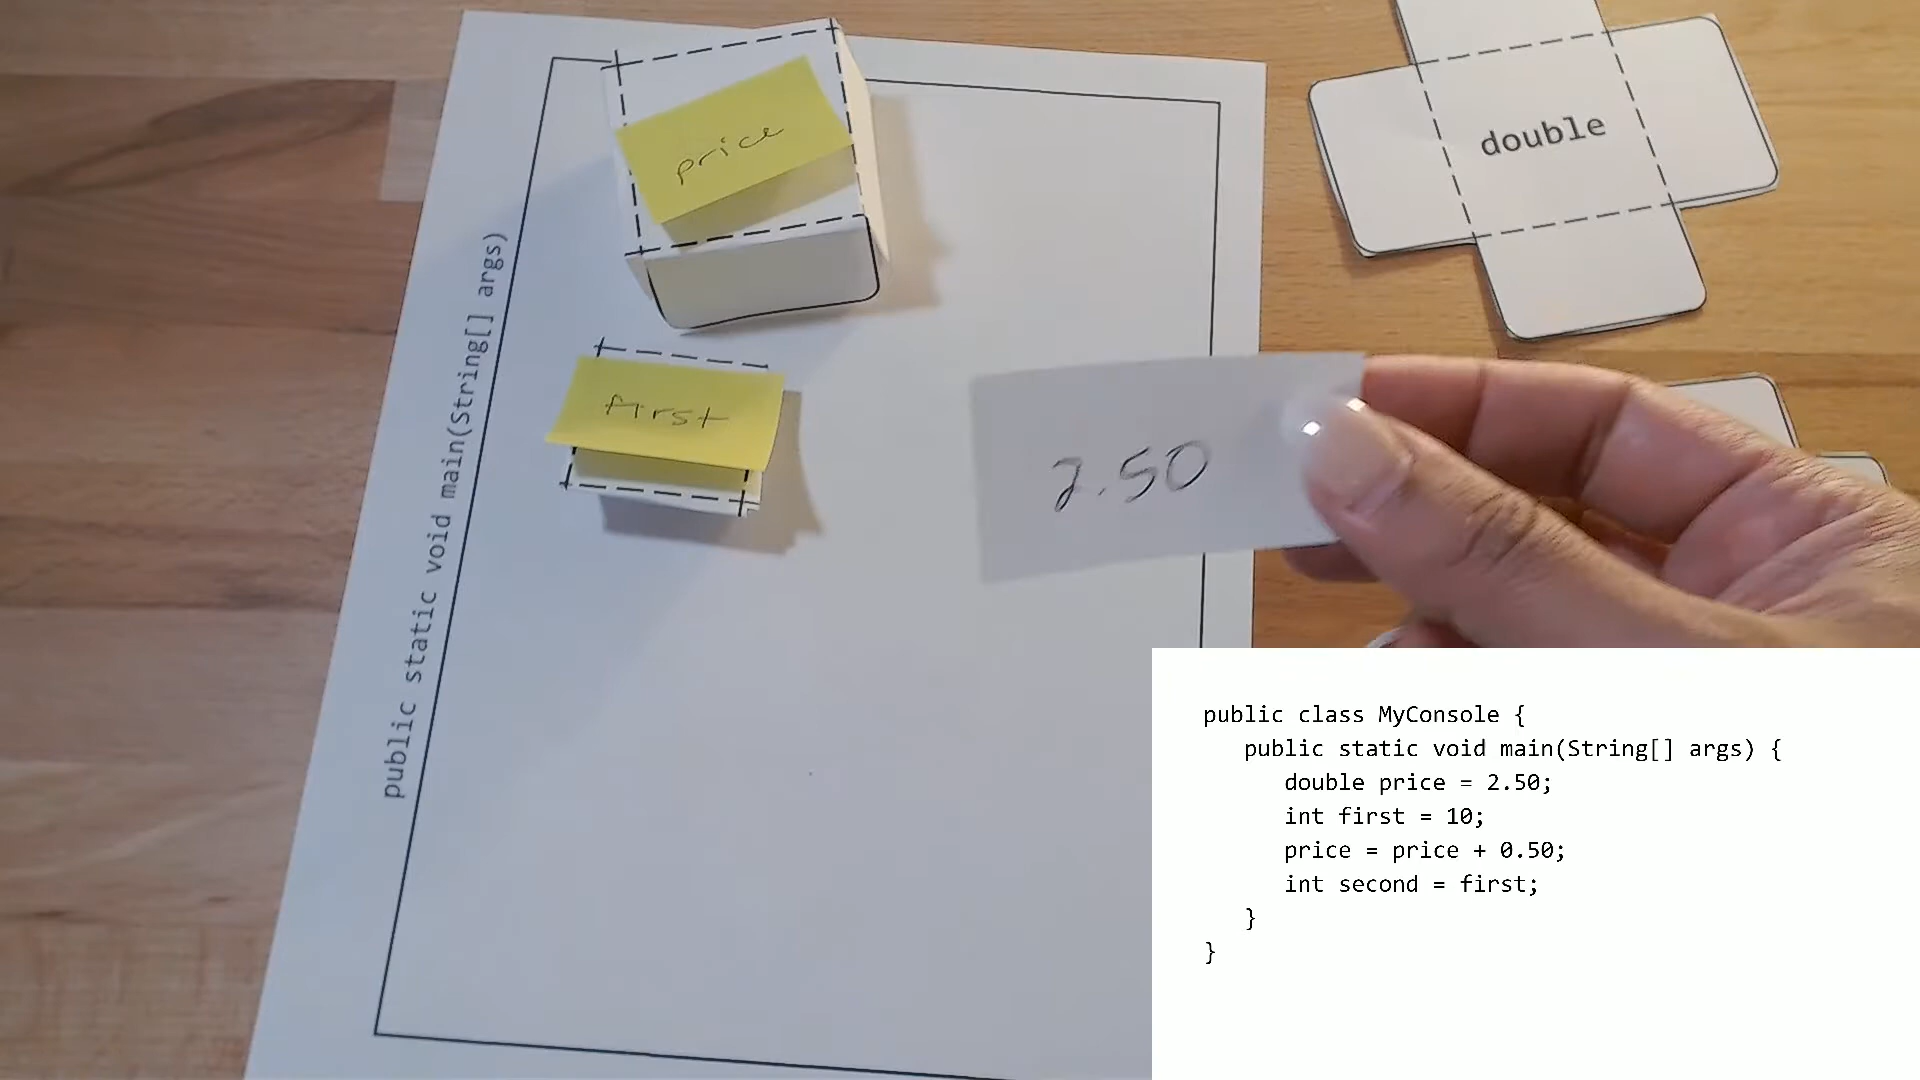 price
double
first
public static void main(String[] args)
2.50
public class MyConsole {
   public static void main(String[] args) {
      double price = 2.50;
      int first = 10;
      price = price + 0.50;
      int second = first;
   }
}